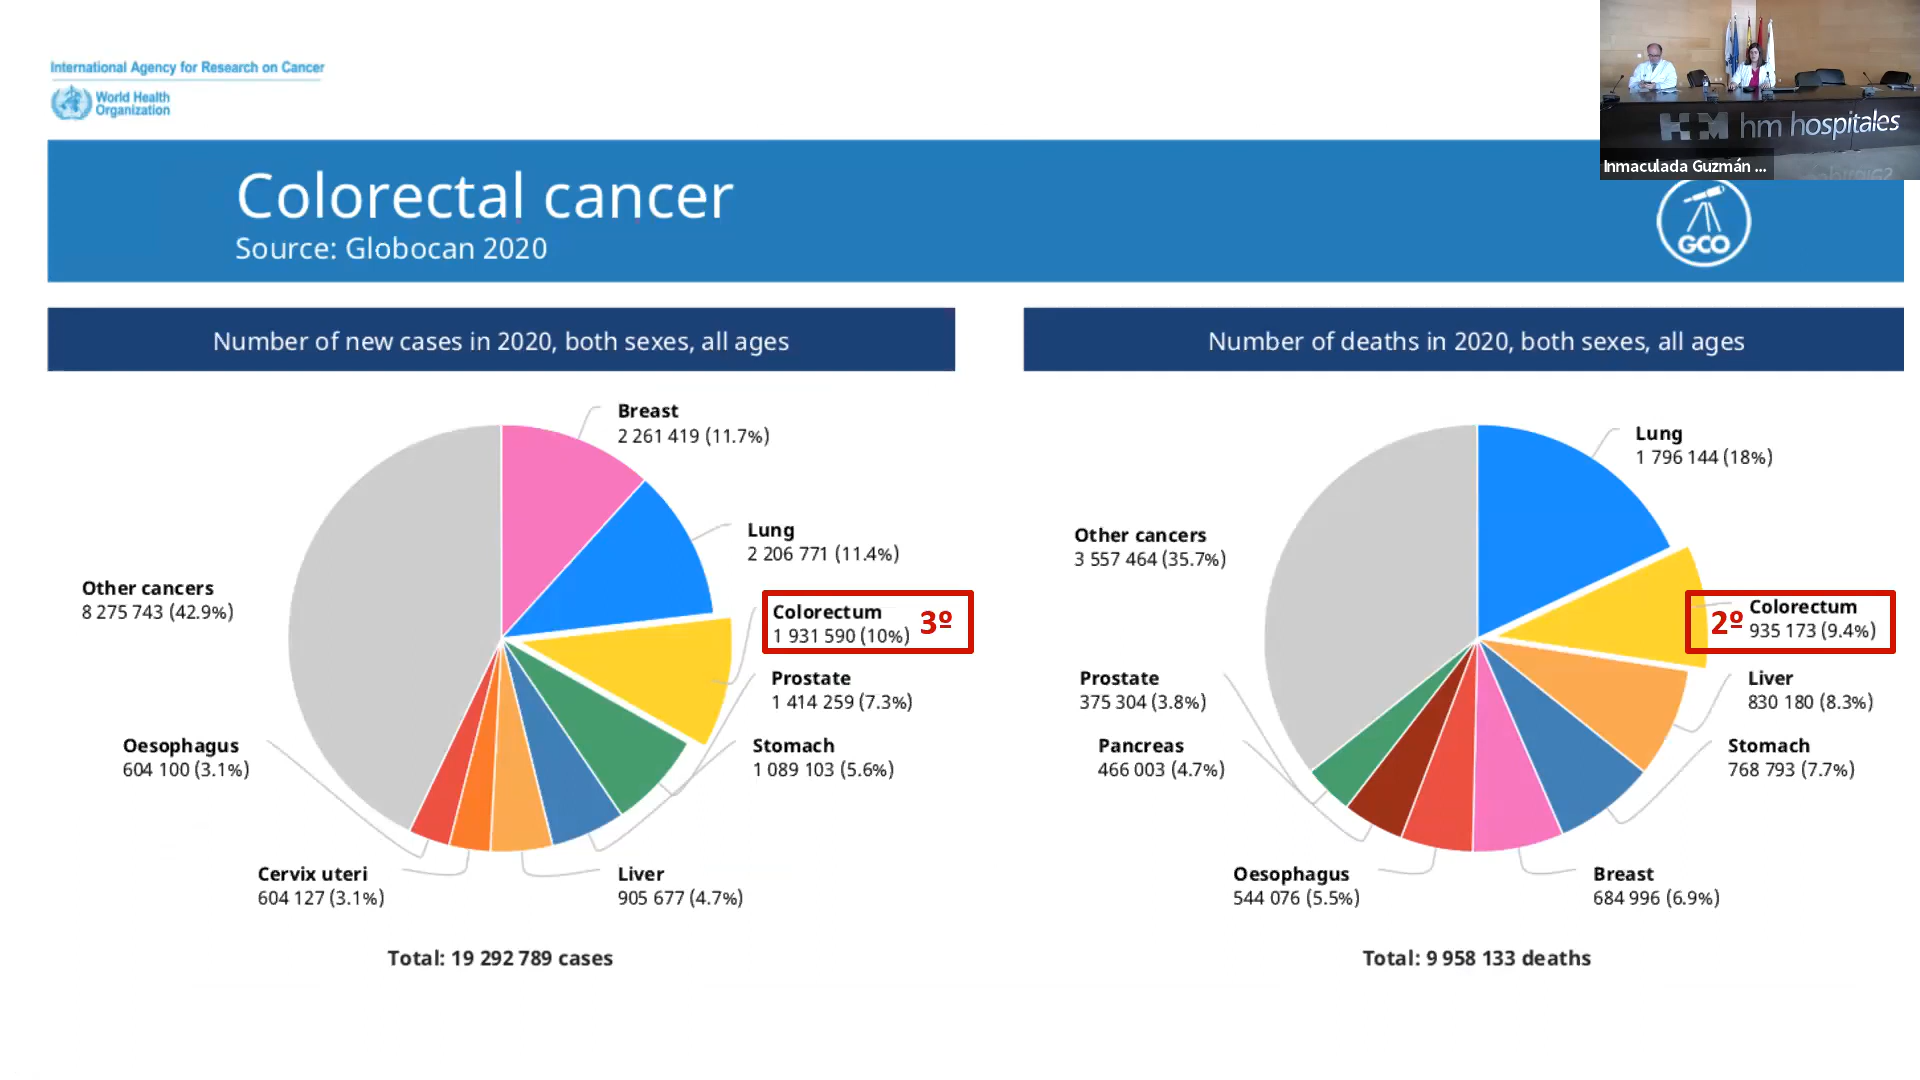 International Agency for Research on Cancer
World Health
Organization
hm hospitales
Inmaculada Guzmán ...
Colorectal cancer
Source: Globocan 2020
GCO
Number of new cases in 2020, both sexes, all ages
Breast
2 261 419 (11.7%)
Lung
2 206 771 (11.4%)
Colorectum
1 931 590 (10%)
3º
Prostate
1 414 259 (7.3%)
Stomach
1 089 103 (5.6%)
Liver
905 677 (4.7%)
Cervix uteri
604 127 (3.1%)
Oesophagus
604 100 (3.1%)
Other cancers
8 275 743 (42.9%)
Total: 19 292 789 cases
Number of deaths in 2020, both sexes, all ages
Lung
1 796 144 (18%)
2º
Colorectum
935 173 (9.4%)
Liver
830 180 (8.3%)
Stomach
768 793 (7.7%)
Breast
684 996 (6.9%)
Oesophagus
544 076 (5.5%)
Pancreas
466 003 (4.7%)
Prostate
375 304 (3.8%)
Other cancers
3 557 464 (35.7%)
Total: 9 958 133 deaths